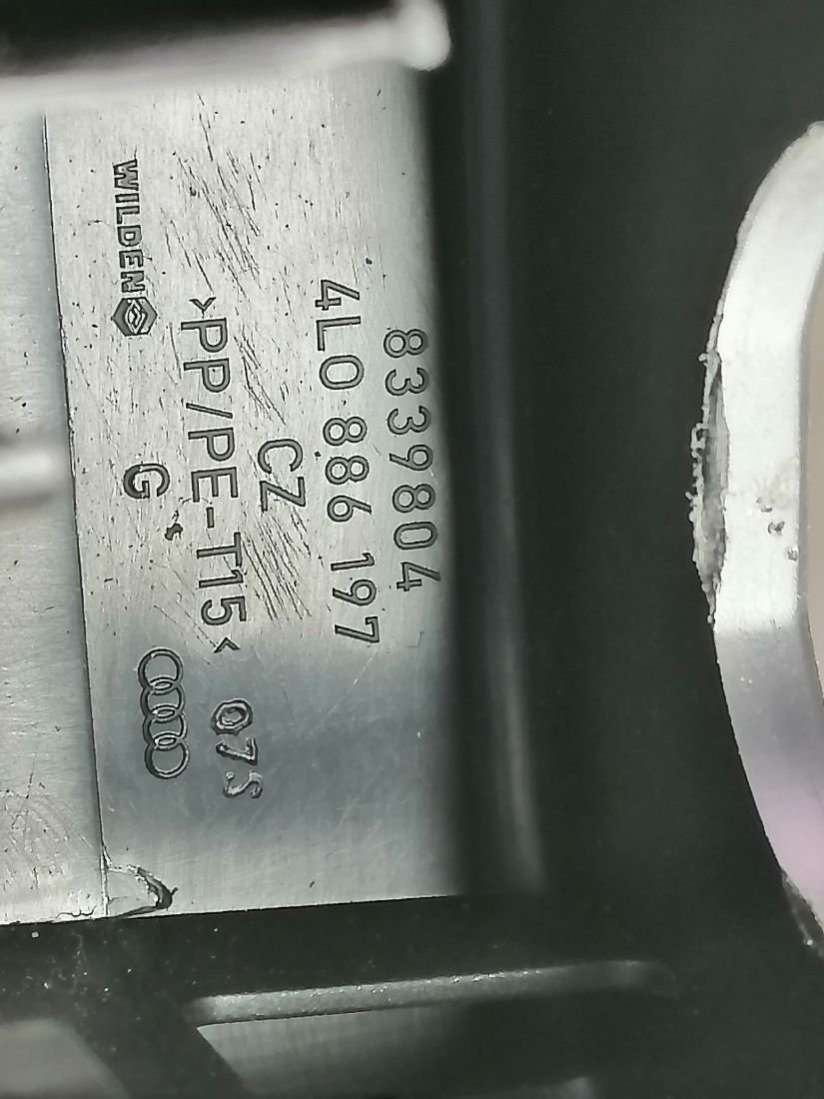 8339804
4L0 886 197
CZ
>PP/PE-T15< 07S
G
WILDEN